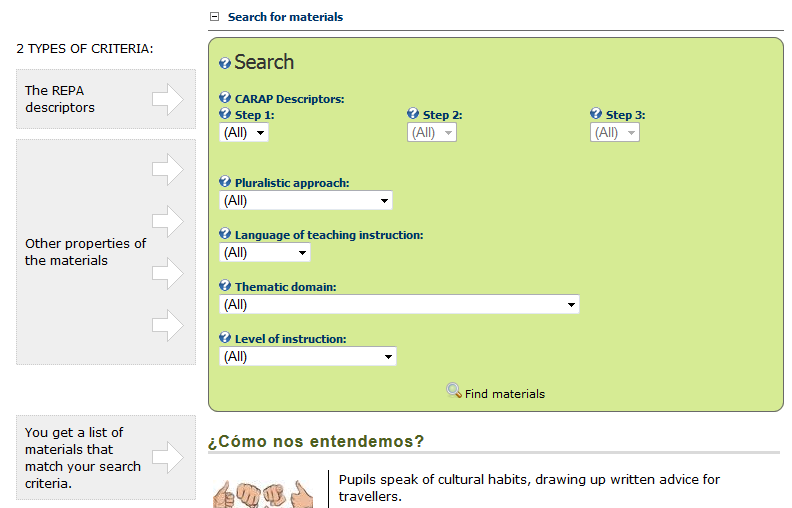 Search for materials
2 TYPES OF CRITERIA:
The REPA
descriptors
Other properties of
the materials
You get a list of
materials that
match your search
criteria.
Search
CARAP Descriptors:
Step 1: Step 2: Step 3:
(All) (All) (All)
Pluralistic approach:
(All)
Language of teaching instruction:
(All)
Thematic domain:
(All)
Level of instruction:
(All)
Find materials
¿Cómo nos entendemos?
Pupils speak of cultural habits, drawing up written advice for
travellers.